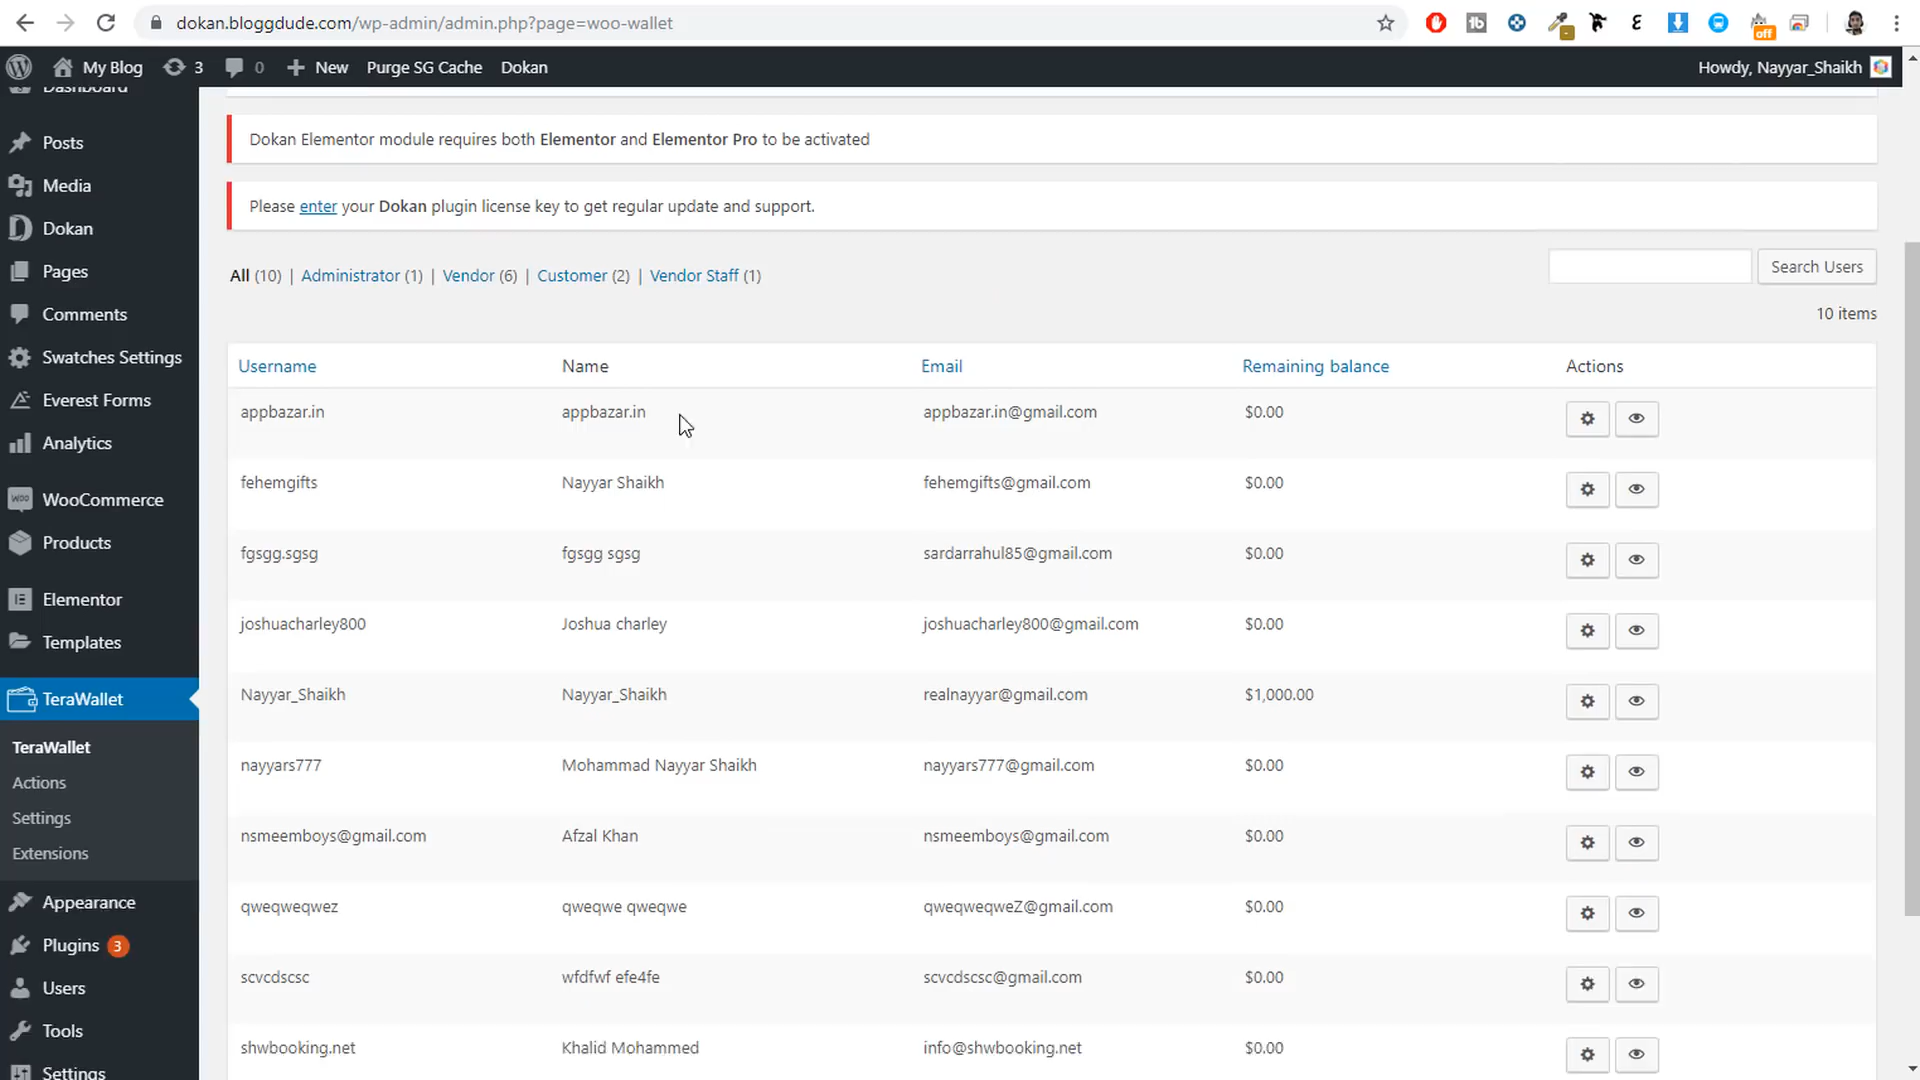 dokan.bloggdude.com/wp-admin/admin.php?page=woo-wallet
off
My Blog 3 0 New Purge SG Cache Dokan Howdy, Nayyar_Shaikh
Dashboard
Posts
Media
Dokan
Pages
Comments
Swatches Settings
Everest Forms
Analytics
WooCommerce
Products
Elementor
Templates
TeraWallet
TeraWallet
Actions
Settings
Extensions
Appearance
Plugins 3
Users
Tools
Settings
Dokan Elementor module requires both Elementor and Elementor Pro to be activated
Please enter your Dokan plugin license key to get regular update and support.
All (10) | Administrator (1) | Vendor (6) | Customer (2) | Vendor Staff (1)
Search Users
10 items
Username Name Email Remaining balance Actions
appbazar.in appbazar.in appbazar.in@gmail.com $0.00
fehemgifts Nayyar Shaikh fehemgifts@gmail.com $0.00
fgsgg.sgsg fgsgg sgsg sardarrahul85@gmail.com $0.00
joshuacharley800 Joshua charley joshuacharley800@gmail.com $0.00
Nayyar_Shaikh Nayyar_Shaikh realnayyar@gmail.com $1,000.00
nayyars777 Mohammad Nayyar Shaikh nayyars777@gmail.com $0.00
nsmeemboys@gmail.com Afzal Khan nsmeemboys@gmail.com $0.00
qweqweqwez qweqwe qweqwe qweqweqweZ@gmail.com $0.00
scvcdscsc wfdfwf efe4fe scvcdscsc@gmail.com $0.00
shwbooking.net Khalid Mohammed info@shwbooking.net $0.00